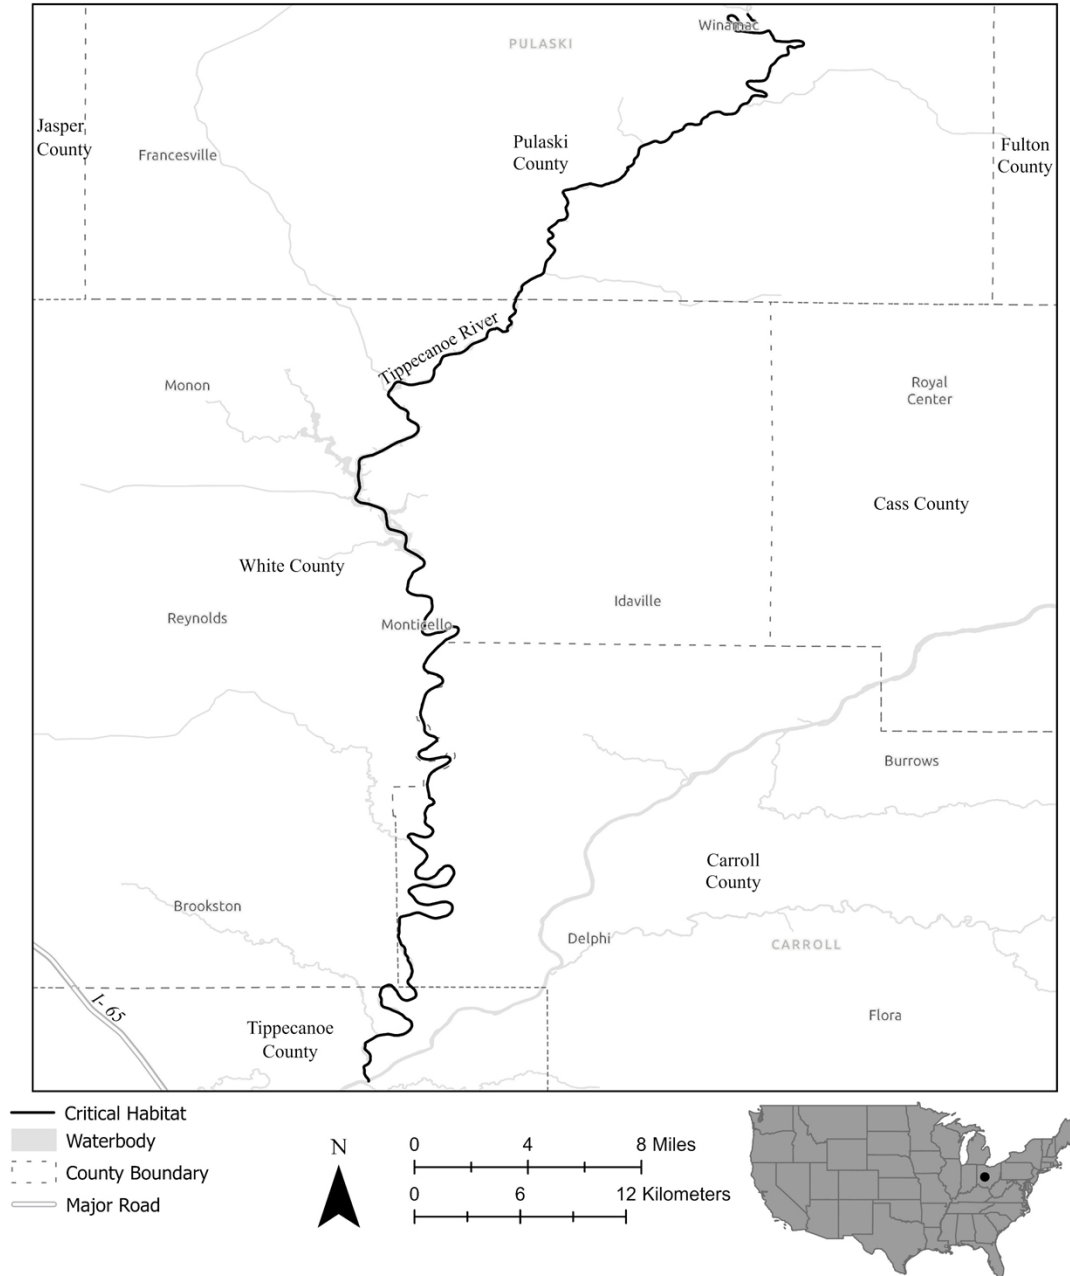 Winamac
PULASKI
Jasper
County
Francesville
Pulaski
County
Fulton
County
Tippecanoe River
Monon
Royal
Center
Cass County
White County
Idaville
Reynolds
Monticello
Burrows
Carroll
County
Brookston
Delphi
CARROLL
I- 65
Flora
Tippecanoe
County
Critical Habitat
Waterbody
County Boundary
Major Road
N
0 4 8 Miles
0 6 12 Kilometers